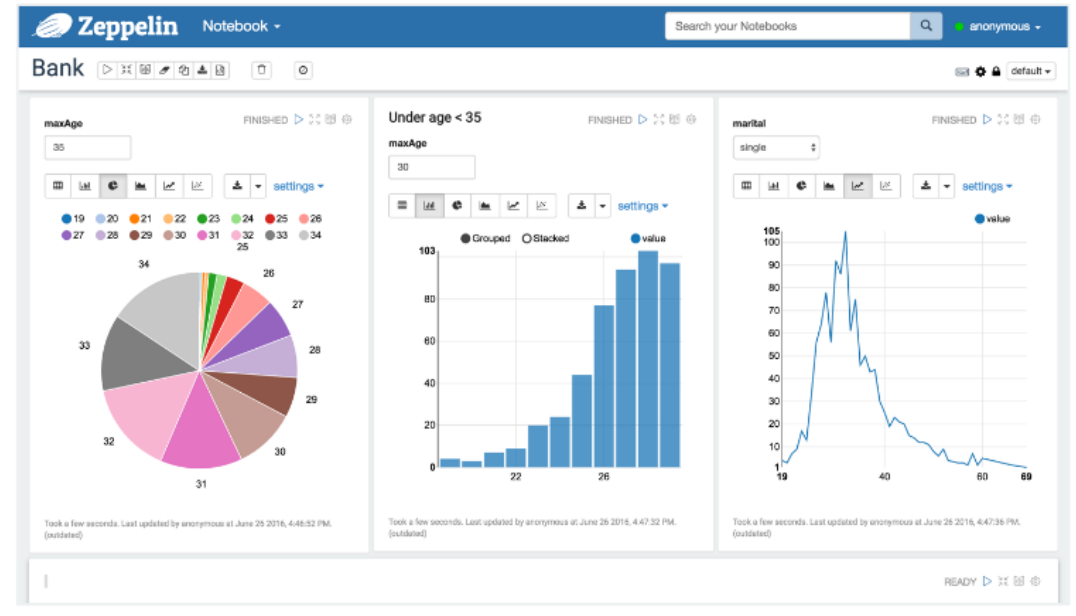 Zeppelin Notebook Search your Notebooks anonymous
Bank default
maxAge FINISHED
35
settings
19 20 21 22 23 24 25 26
27 28 29 30 31 32 33 34
25
34 26
27
33 28
29
32 30
31
Took a few seconds. Last updated by anonymous at June 26 2016, 4:46:52 PM.
(outdated)
Under age < 35 FINISHED
maxAge
30
settings
Grouped Stacked value
103
80
60
40
20
0
22 26
Took a few seconds. Last updated by anonymous at June 26 2016, 4:47:32 PM.
(outdated)
marital FINISHED
single
settings
value
105
100
90
80
70
60
50
40
30
20
10
1
19 40 60 69
Took a few seconds. Last updated by anonymous at June 26 2016, 4:47:36 PM.
(outdated)
READY